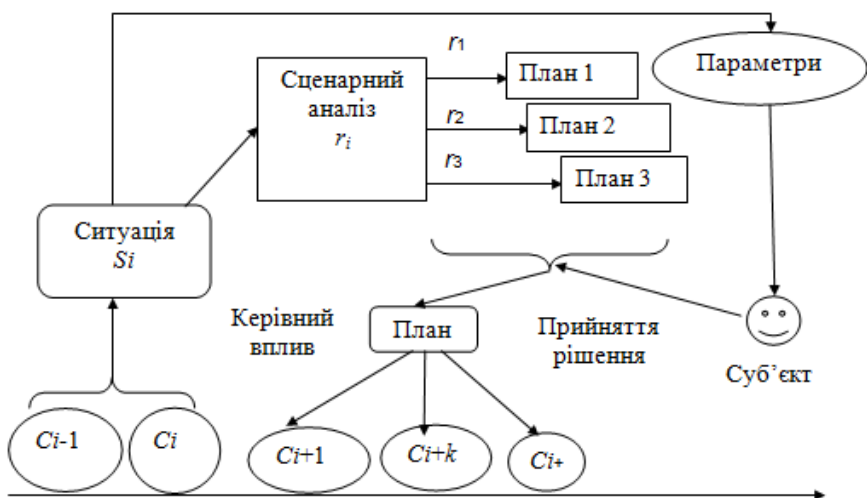 r1
План 1
Параметри
Сценарний
аналіз
ri
r2
План 2
r3
План 3
Ситуація
Si
Керівний
вплив
План
Прийняття
рішення
Суб’єкт
Ci-1
Ci
Ci+1
Ci+k
Ci+